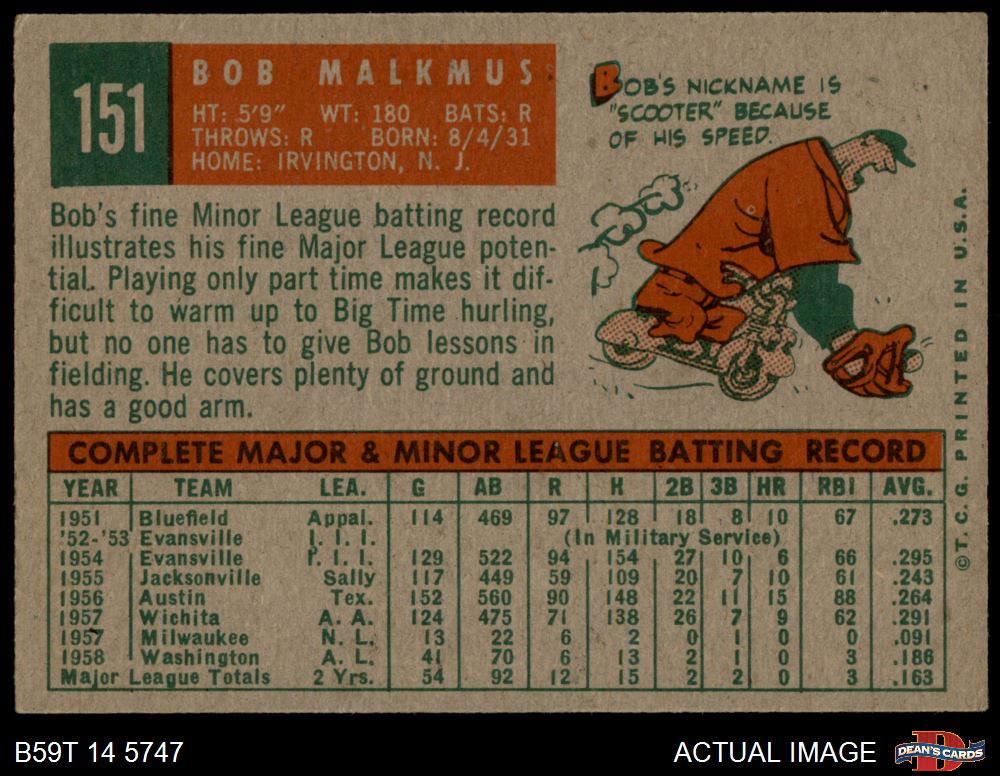 151
BOB MALKMUS
HT: 5'9" WT: 180 BATS: R
THROWS: R BORN: 8/4/31
HOME: IRVINGTON, N. J.
BOB'S NICKNAME IS
"SCOOTER" BECAUSE
OF HIS SPEED.
Bob's fine Minor League batting record
illustrates his fine Major League poten-
tial. Playing only part time makes it dif-
ficult to warm up to Big Time hurling,
but no one has to give Bob lessons in
fielding. He covers plenty of ground and
has a good arm.
COMPLETE MAJOR & MINOR LEAGUE BATTING RECORD
YEAR TEAM LEA. G AB R H 2B 3B HR RBI AVG.
1951 Bluefield Appal. 114 469 97 128 18 8 10 67 .273
'52-'53 Evansville I. I. I. (In Military Service)
1954 Evansville I. I. I. 129 522 94 154 27 10 6 66 .295
1955 Jacksonville Sally 117 449 59 109 20 7 10 61 .243
1956 Austin Tex. 152 560 90 148 22 11 15 88 .264
1957 Wichita A. A. 124 475 71 138 26 7 9 62 .291
1957 Milwaukee N. L. 13 22 6 2 0 1 0 0 .091
1958 Washington A. L. 41 70 6 13 2 1 0 3 .186
Major League Totals 2 Yrs. 54 92 12 15 2 2 0 3 .163
©T. C. G. PRINTED IN U.S.A.
B59T 14 5747
ACTUAL IMAGE
D
DEAN'S CARDS